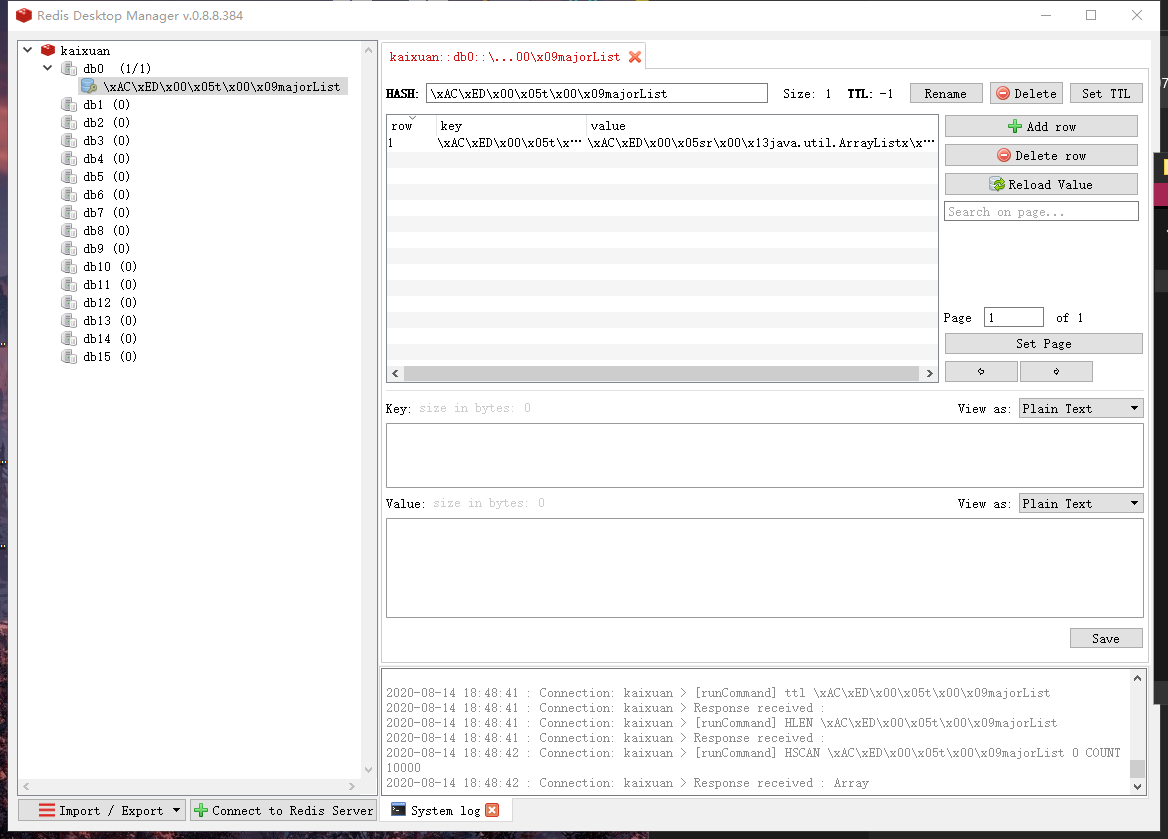 Redis Desktop Manager v.0.8.8.384
kaixuan
db0 (1/1)
\xAC\xED\x00\x05t\x00\x09majorList
db1 (0)
db2 (0)
db3 (0)
db4 (0)
db5 (0)
db6 (0)
db7 (0)
db8 (0)
db9 (0)
db10 (0)
db11 (0)
db12 (0)
db13 (0)
db14 (0)
db15 (0)
Import / Export
Connect to Redis Server
kaixuan::db0::\...00\x09majorList
HASH: \xAC\xED\x00\x05t\x00\x09majorList Size: 1 TTL: -1 Rename Delete Set TTL
row key value
1 \xAC\xED\x00\x05t\x… \xAC\xED\x00\x05sr\x00\x13java.util.ArrayListx\x…
Add row
Delete row
Reload Value
Search on page...
Page 1 of 1
Set Page
Key: size in bytes: 0 View as: Plain Text
Value: size in bytes: 0 View as: Plain Text
Save
2020-08-14 18:48:41 : Connection: kaixuan > [runCommand] ttl \xAC\xED\x00\x05t\x00\x09majorList
2020-08-14 18:48:41 : Connection: kaixuan > Response received :
2020-08-14 18:48:41 : Connection: kaixuan > [runCommand] HLEN \xAC\xED\x00\x05t\x00\x09majorList
2020-08-14 18:48:41 : Connection: kaixuan > Response received :
2020-08-14 18:48:42 : Connection: kaixuan > [runCommand] HSCAN \xAC\xED\x00\x05t\x00\x09majorList 0 COUNT
10000
2020-08-14 18:48:42 : Connection: kaixuan > Response received : Array
System log